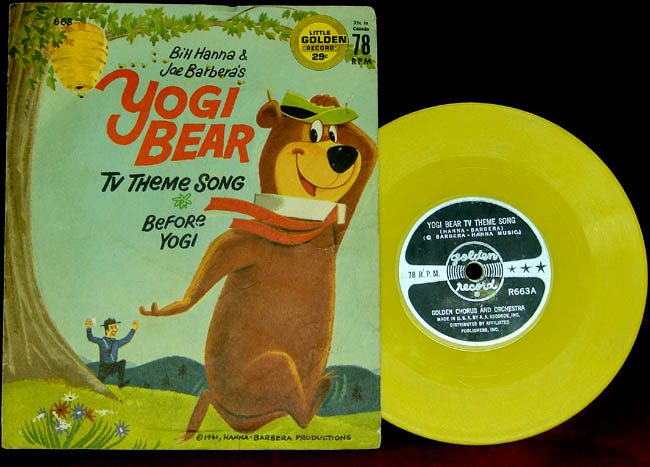 663
35¢ in
Canada
78
RPM
LITTLE
GOLDEN
RECORD
29¢
Bill Hanna &
Joe Barbera's
YOGI
BEAR
TV THEME SONG
BEFORE
YOGI
©1961, HANNA-BARBERA PRODUCTIONS
YOGI BEAR TV THEME SONG
(HANNA-BARBERA)
(© BARBERA-HANNA MUSIC)
golden
78 R.P.M.
record
R663A
GOLDEN CHORUS AND ORCHESTRA
MADE IN U.S.A. BY A.A. RECORDS, INC.
DISTRIBUTED BY AFFILIATED
PUBLISHERS, INC.